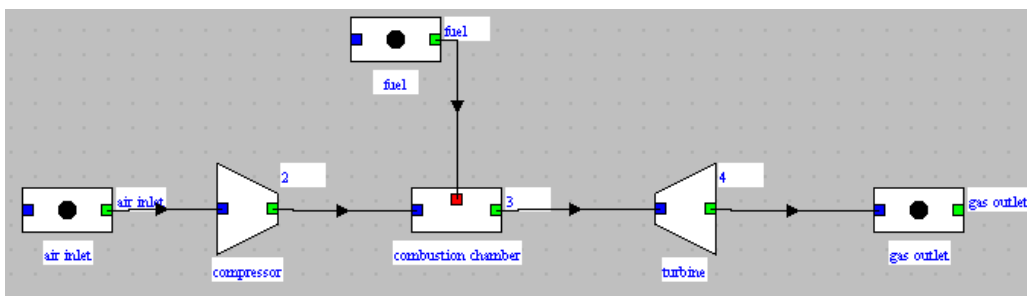 fuel
fuel
air inlet
2
3
4
gas outlet
air inlet
compressor
combustion chamber
turbine
gas outlet